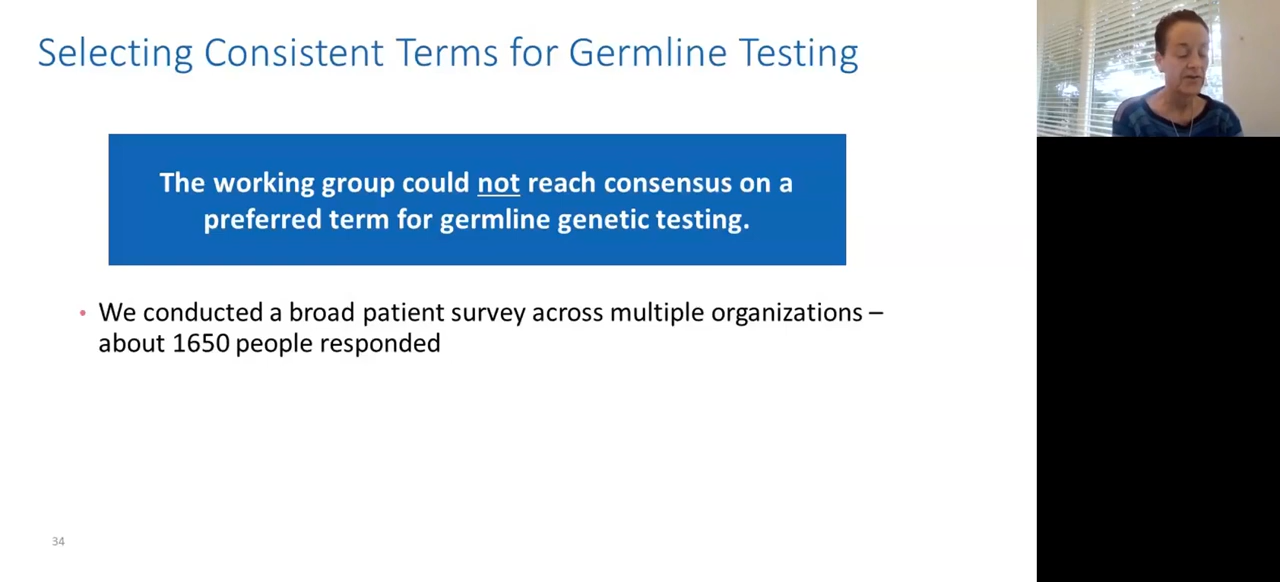 Selecting Consistent Terms for Germline Testing
The working group could not reach consensus on a
preferred term for germline genetic testing.
• We conducted a broad patient survey across multiple organizations –
about 1650 people responded
34